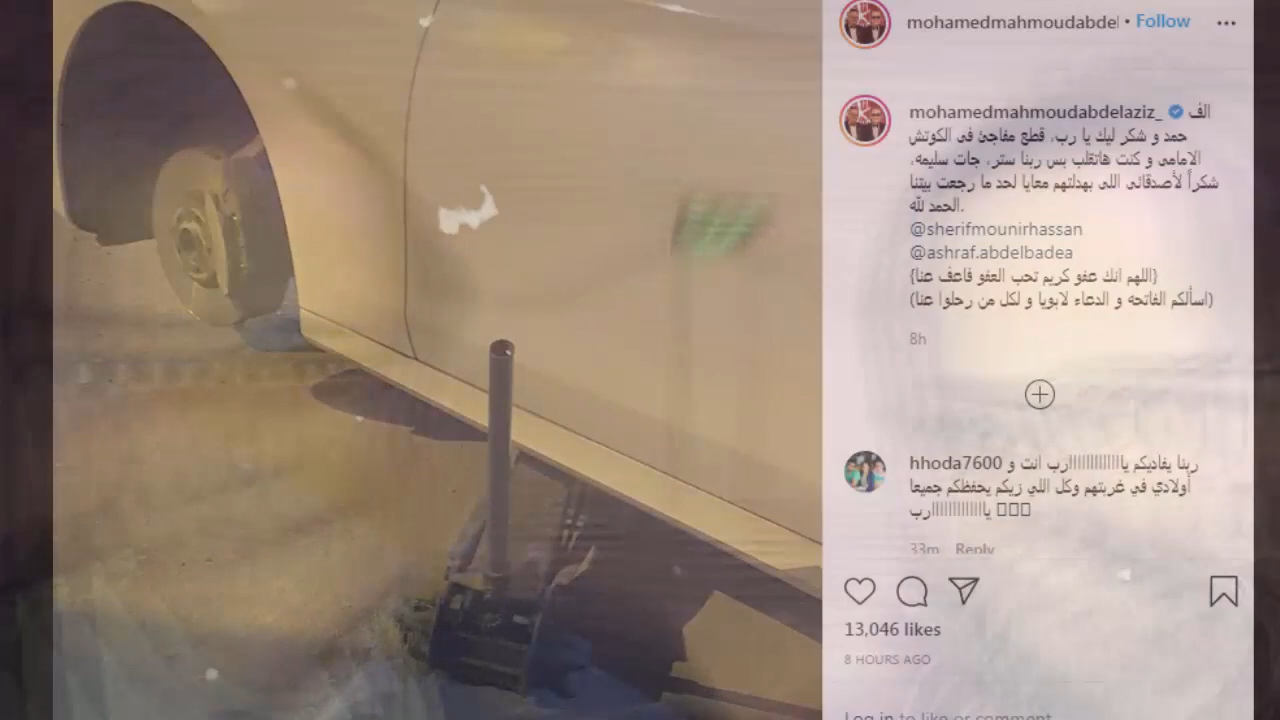 mohamedmahmoudabdel • Follow
mohamedmahmoudabdelaziz_ الف
حمد و شكر ليك يا رب، قطع مفاجئ فى الكوتش
الامامى و كنت هاتقلب بس ربنا ستر، جات سليمه،
شكراً لأصدقائى اللى بهدلتهم معايا لحد ما رجعت بيتنا
الحمد لله.
@sherifmounirhassan
@ashraf.abdelbadea
{اللهم انك عفو كريم تحب العفو فاعف عنا}
(اسألكم الفاتحه و الدعاء لابويا و لكل من رحلوا عنا)
8h
hhoda7600 ربنا يفاديكم يااااااااااااارب انت و
أولادي في غربتهم وكل اللي زيكم يحفظكم جميعا
يااااااااااااارب
33m Reply
13,046 likes
8 HOURS AGO
Log in to like or comment